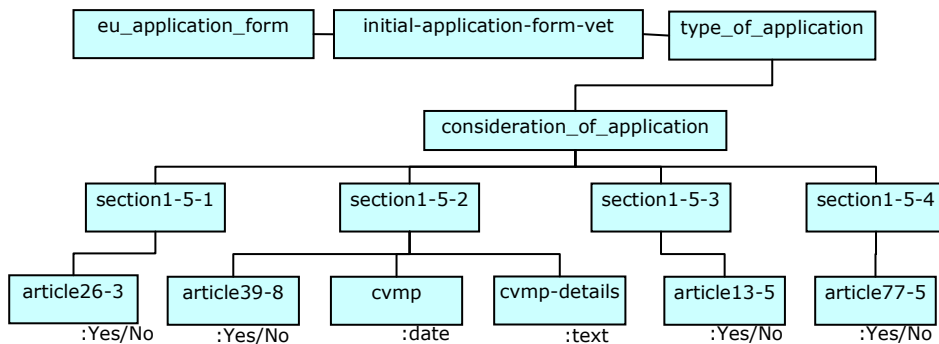 eu_application_form
initial-application-form-vet
type_of_application
consideration_of_application
section1-5-1
section1-5-2
section1-5-3
section1-5-4
article26-3
article39-8
cvmp
cvmp-details
article13-5
article77-5
:Yes/No
:Yes/No
:date
:text
:Yes/No
:Yes/No